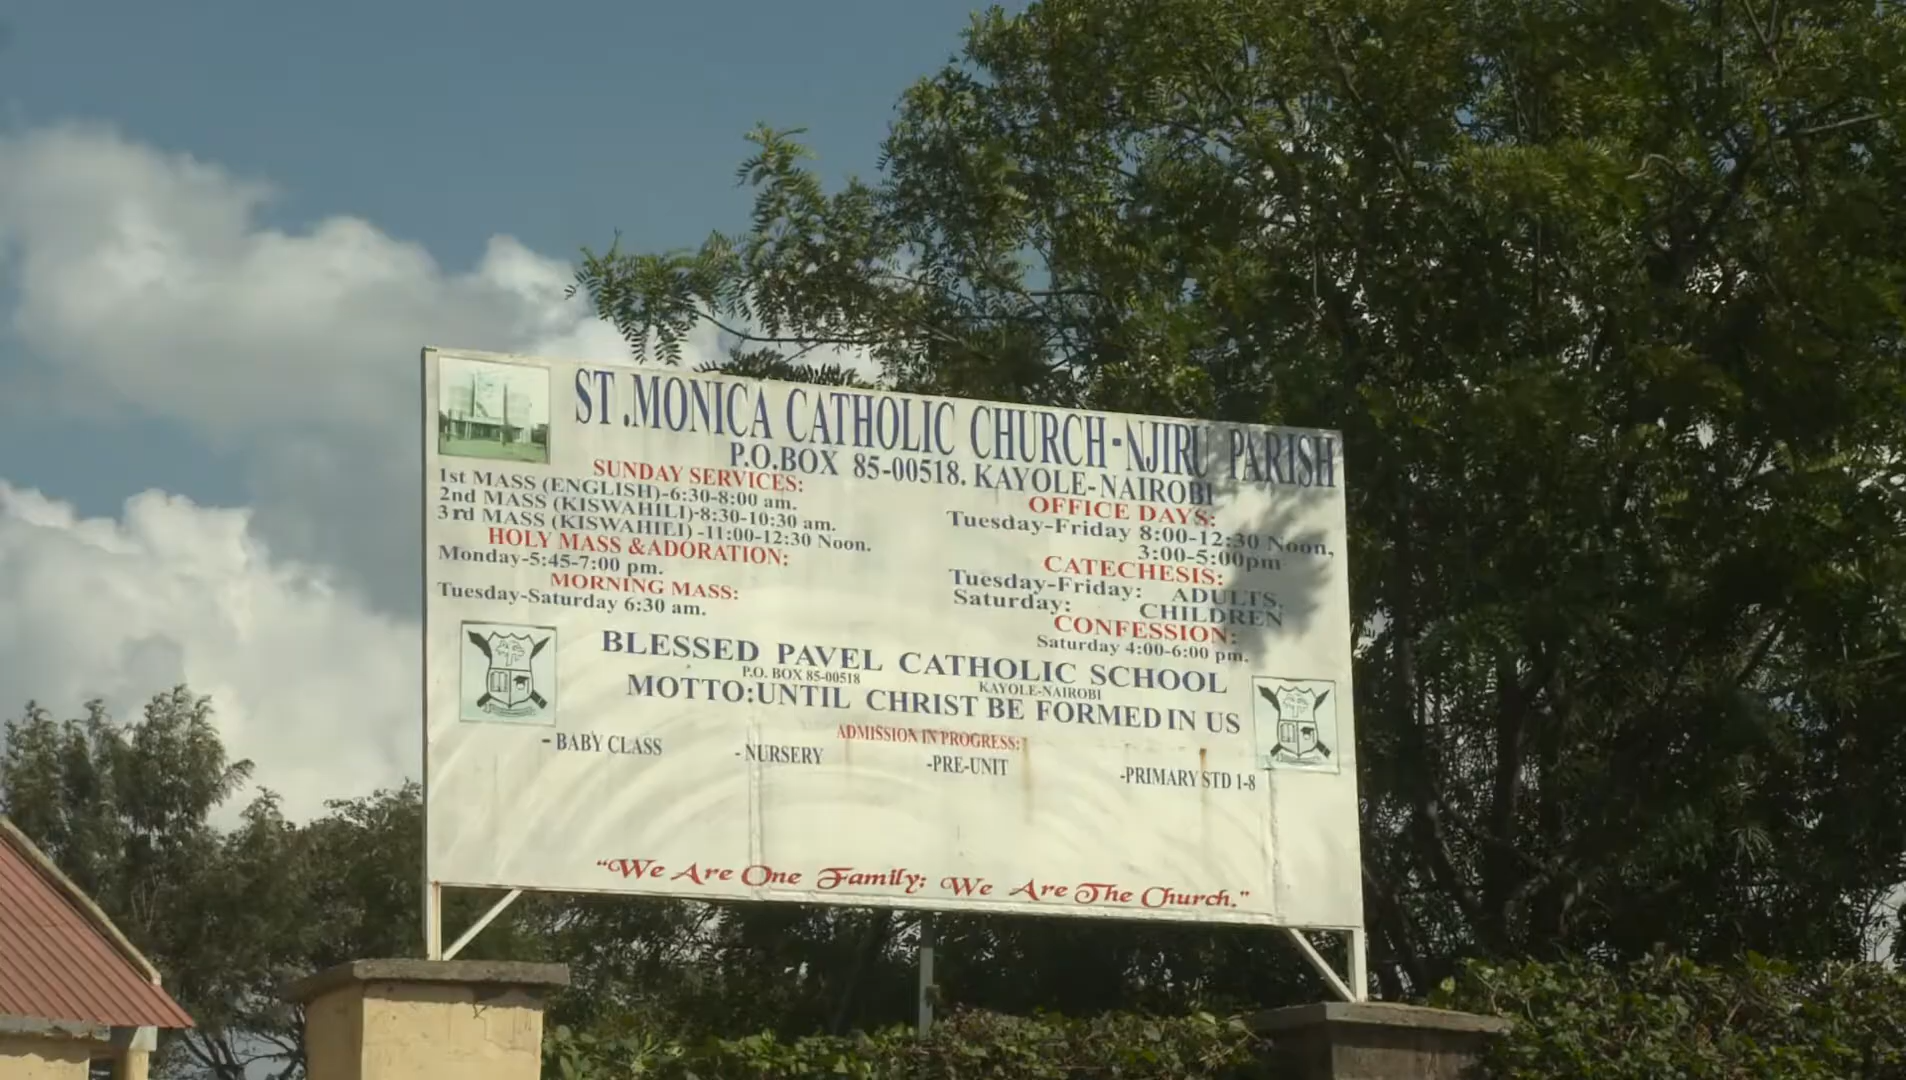 ST.MONICA CATHOLIC CHURCH-NJIRU PARISH
P.O.BOX 85-00518. KAYOLE-NAIROBI
SUNDAY SERVICES:
1st MASS (ENGLISH)-6:30-8:00 am.
2nd MASS (KISWAHILI)-8:30-10:30 am.
3rd MASS (KISWAHILI) -11:00-12:30 Noon.
HOLY MASS &ADORATION:
Monday-5:45-7:00 pm.
MORNING MASS:
Tuesday-Saturday 6:30 am.
OFFICE DAYS:
Tuesday-Friday 8:00-12:30 Noon,
3:00-5:00pm
CATECHESIS:
Tuesday-Friday: ADULTS,
Saturday: CHILDREN
CONFESSION:
Saturday 4:00-6:00 pm.
BLESSED PAVEL CATHOLIC SCHOOL
P.O. BOX 85-00518 KAYOLE-NAIROBI
MOTTO:UNTIL CHRIST BE FORMED IN US
ADMISSION IN PROGRESS:
- BABY CLASS - NURSERY -PRE-UNIT -PRIMARY STD 1-8
"We Are One Family: We Are The Church."